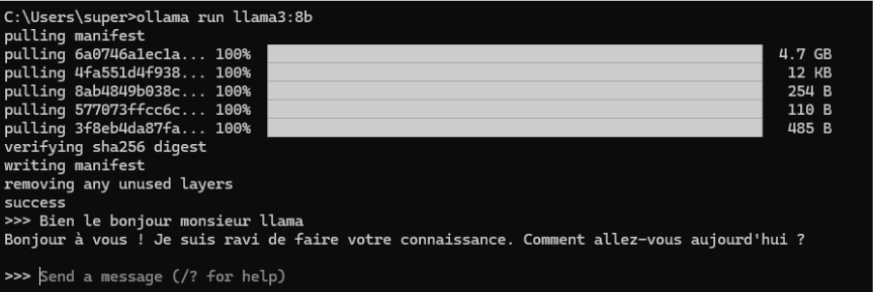 C:\Users\super>ollama run llama3:8b
pulling manifest
pulling 6a0746a1ec1a... 100% 4.7 GB
pulling 4fa551d4f938... 100% 12 KB
pulling 8ab4849b038c... 100% 254 B
pulling 577073ffcc6c... 100% 110 B
pulling 3f8eb4da87fa... 100% 485 B
verifying sha256 digest
writing manifest
removing any unused layers
success
>>> Bien le bonjour monsieur llama
Bonjour à vous ! Je suis ravi de faire votre connaissance. Comment allez-vous aujourd'hui ?
>>> Send a message (/? for help)